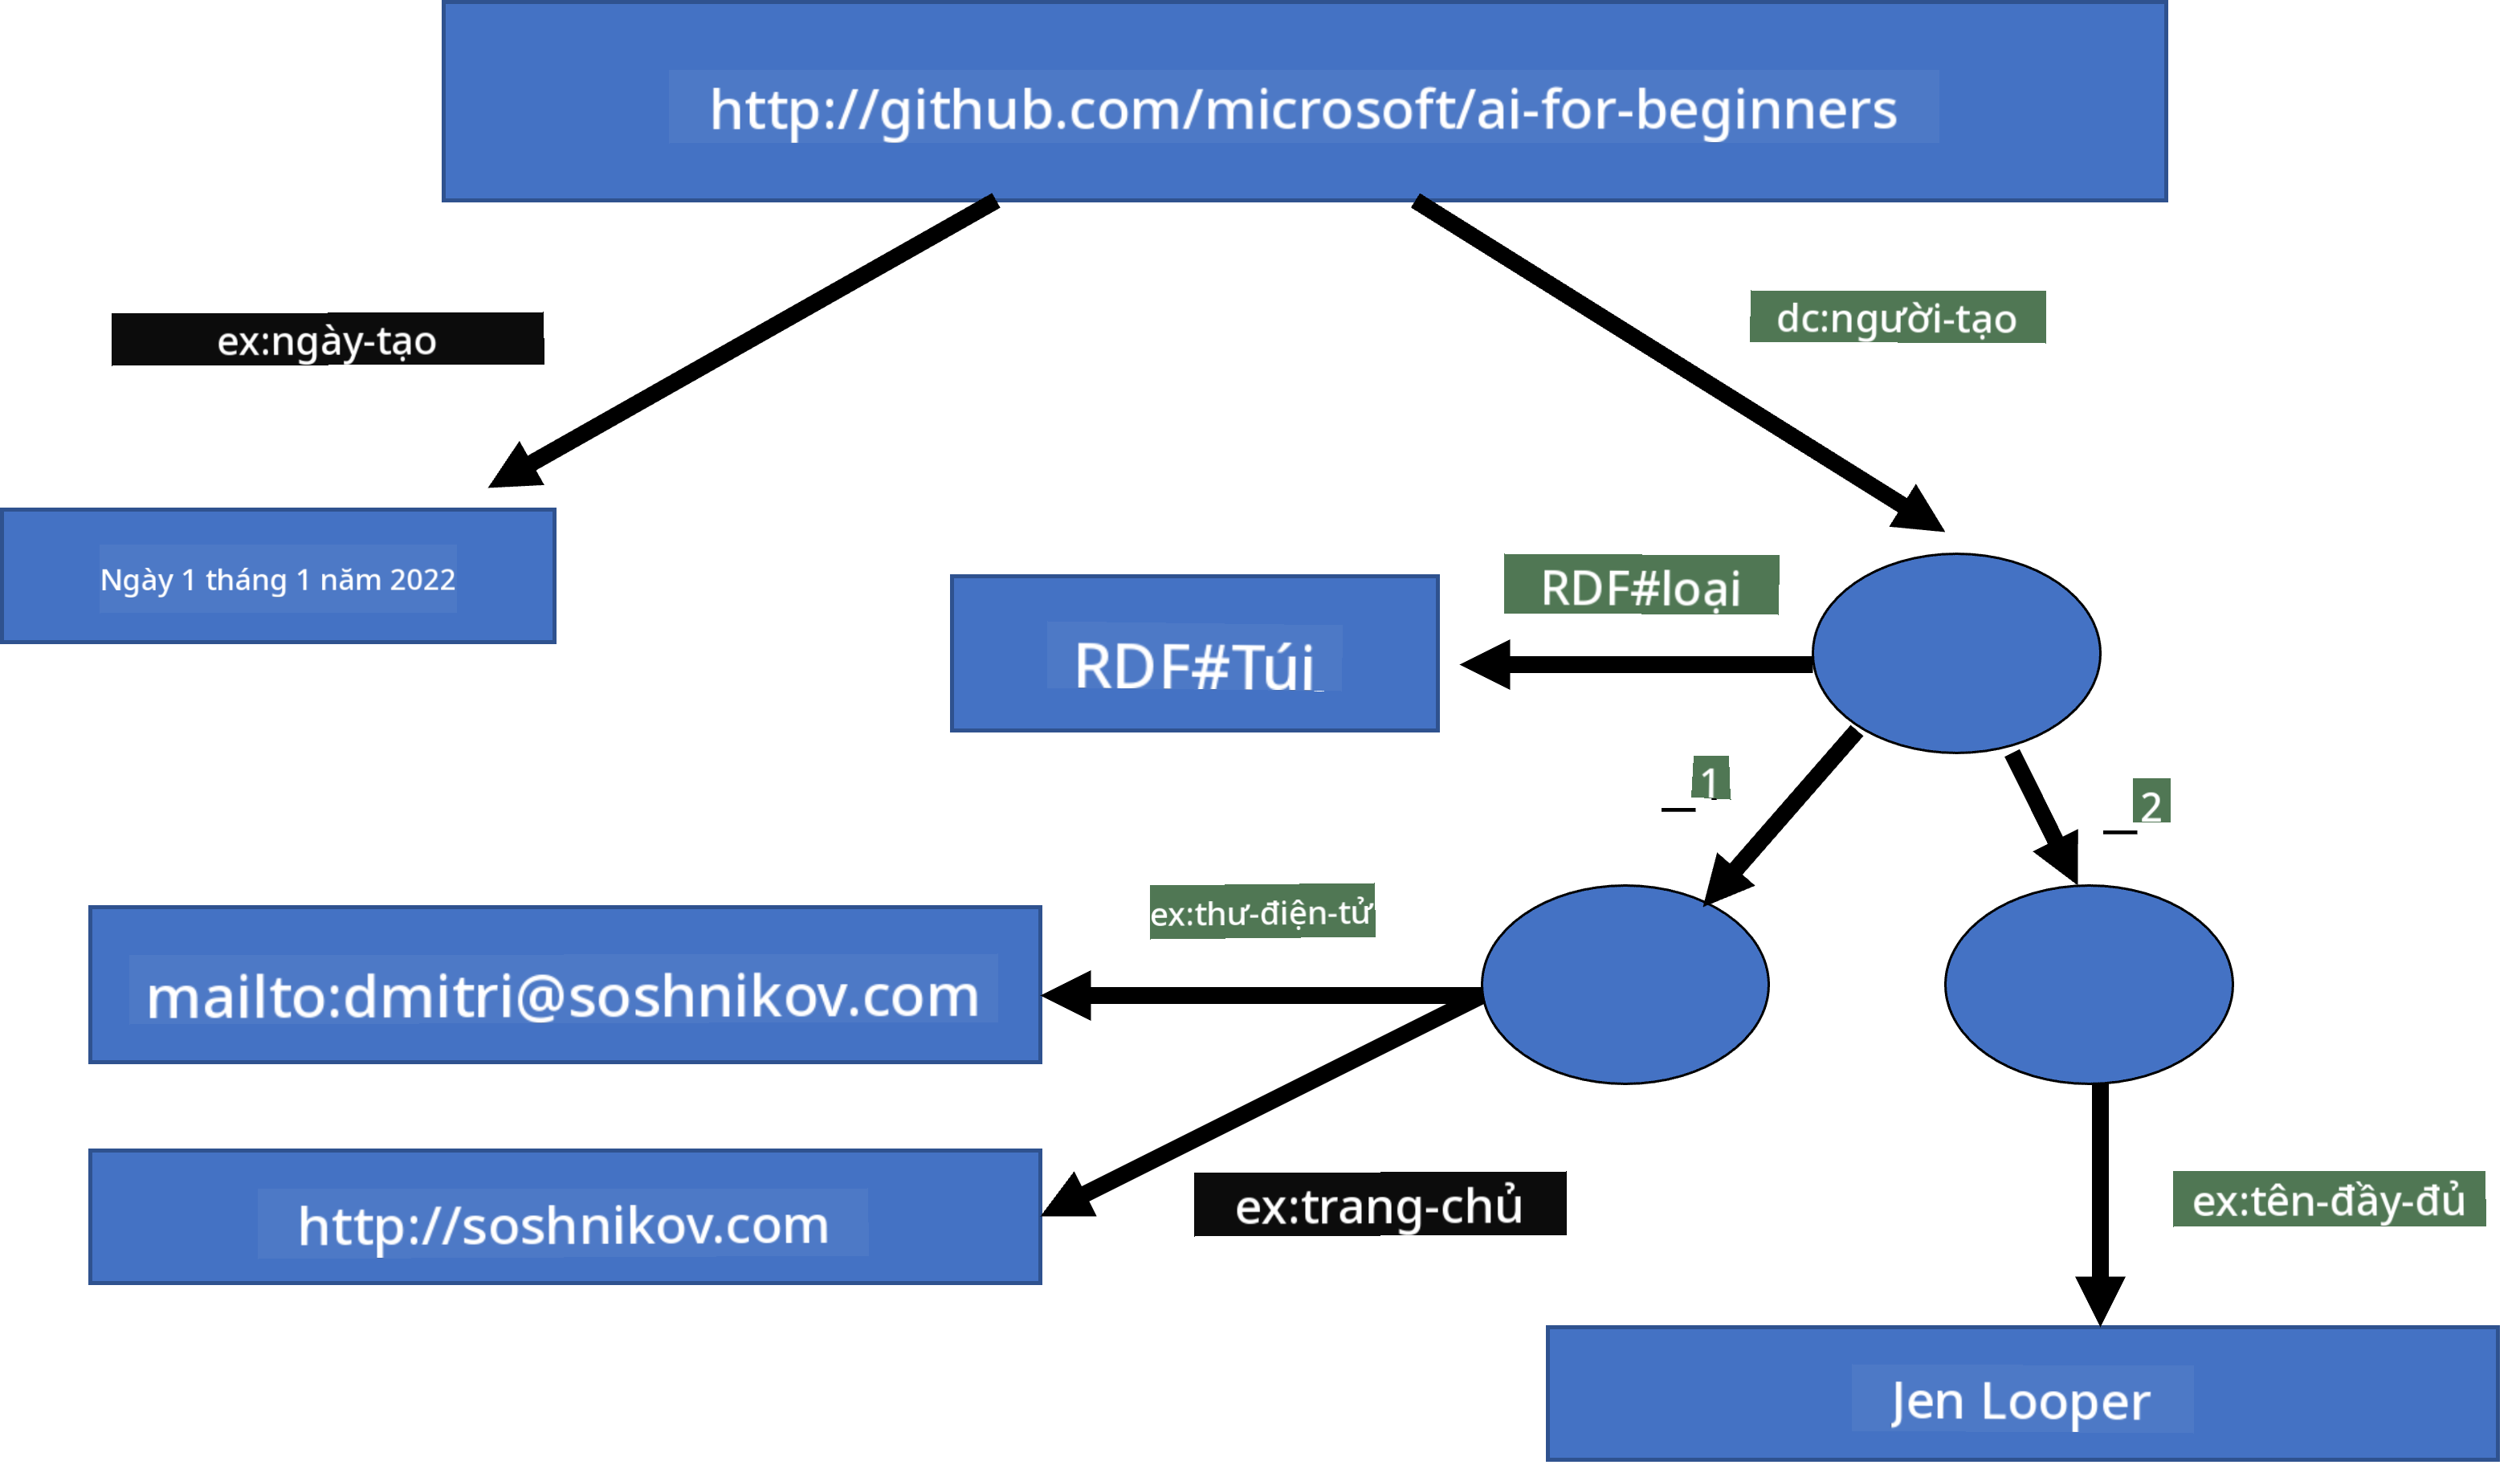 http://github.com/microsoft/ai-for-beginners
ex:ngày-tạo
dc:người-tạo
Ngày 1 tháng 1 năm 2022
RDF#loại
RDF#Túi
_1
_2
ex:thư-điện-tử
mailto:dmitri@soshnikov.com
http://soshnikov.com
ex:trang-chủ
ex:tên-đầy-đủ
Jen Looper